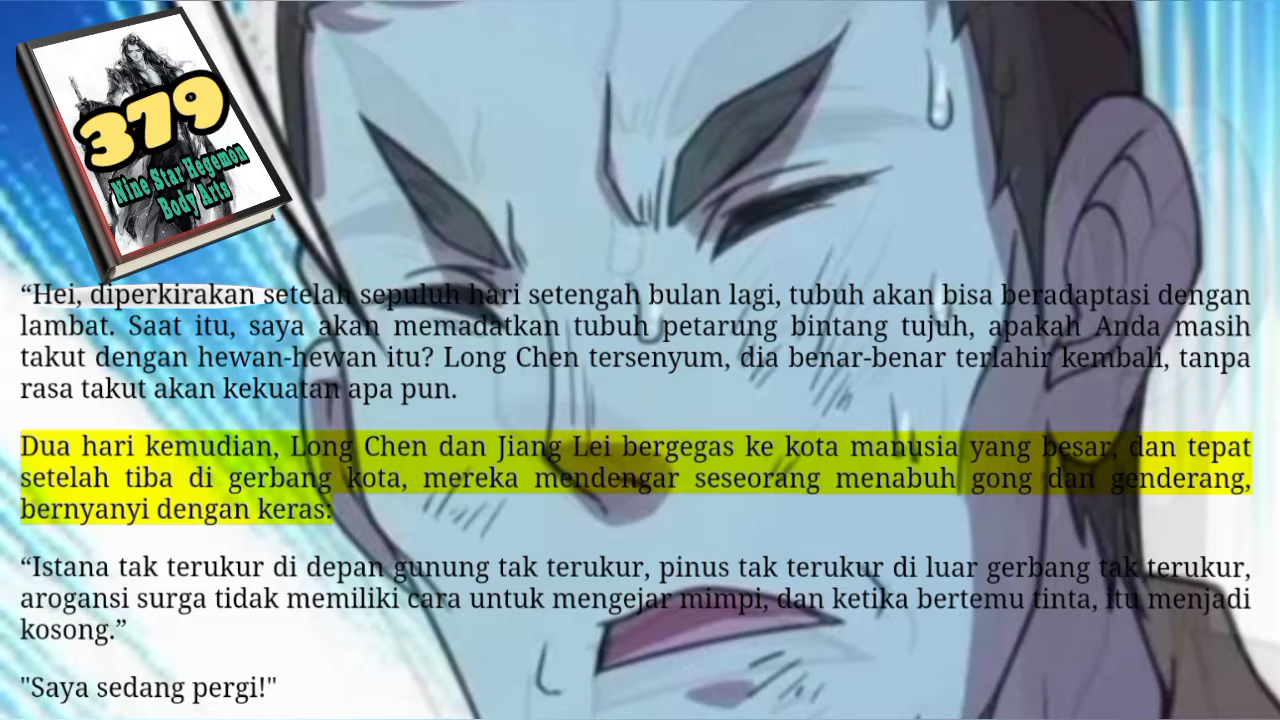 379
Nine Star Hegemon
Body Arts
“Hei, diperkirakan setelah sepuluh hari setengah bulan lagi, tubuh akan bisa beradaptasi dengan
lambat. Saat itu, saya akan memadatkan tubuh petarung bintang tujuh, apakah Anda masih
takut dengan hewan-hewan itu? Long Chen tersenyum, dia benar-benar terlahir kembali, tanpa
rasa takut akan kekuatan apa pun.
Dua hari kemudian, Long Chen dan Jiang Lei bergegas ke kota manusia yang besar, dan tepat
setelah tiba di gerbang kota, mereka mendengar seseorang menabuh gong dan genderang,
bernyanyi dengan keras:
“Istana tak terukur di depan gunung tak terukur, pinus tak terukur di luar gerbang tak terukur,
arogansi surga tidak memiliki cara untuk mengejar mimpi, dan ketika bertemu tinta, itu menjadi
kosong.”
"Saya sedang pergi!"